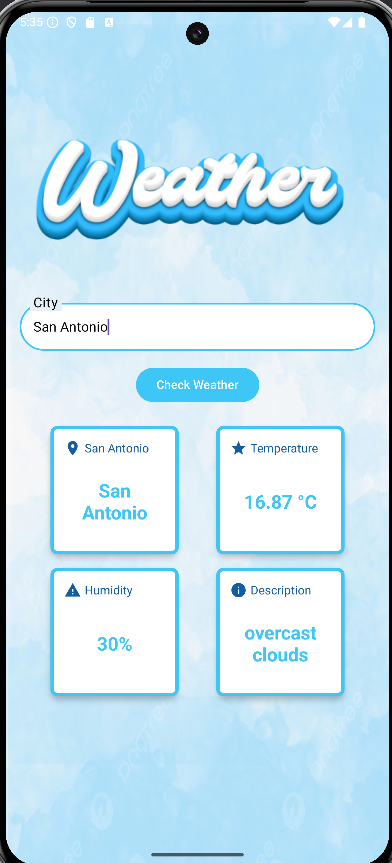 5:35
Weather
City
San Antonio
Check Weather
San Antonio
Temperature
San
Antonio
16.87 °C
Humidity
Description
30%
overcast
clouds
pngtree
pngtree